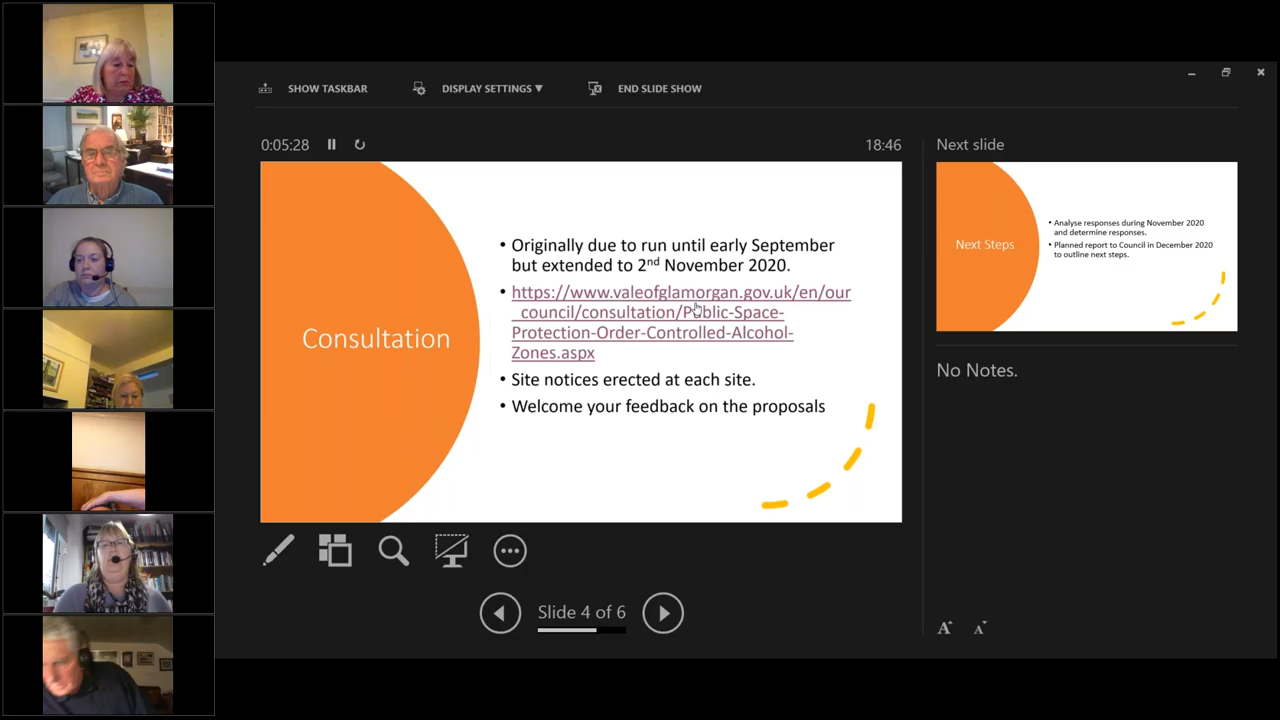 SHOW TASKBAR
DISPLAY SETTINGS ▼
END SLIDE SHOW
0:05:28
18:46
Next slide
Consultation
• Originally due to run until early September
but extended to 2nd November 2020.
• https://www.valeofglamorgan.gov.uk/en/our
_council/consultation/Public-Space-
Protection-Order-Controlled-Alcohol-
Zones.aspx
• Site notices erected at each site.
• Welcome your feedback on the proposals
Next Steps
• Analyse responses during November 2020
and determine responses.
• Planned report to Council in December 2020
to outline next steps.
No Notes.
Slide 4 of 6
A A